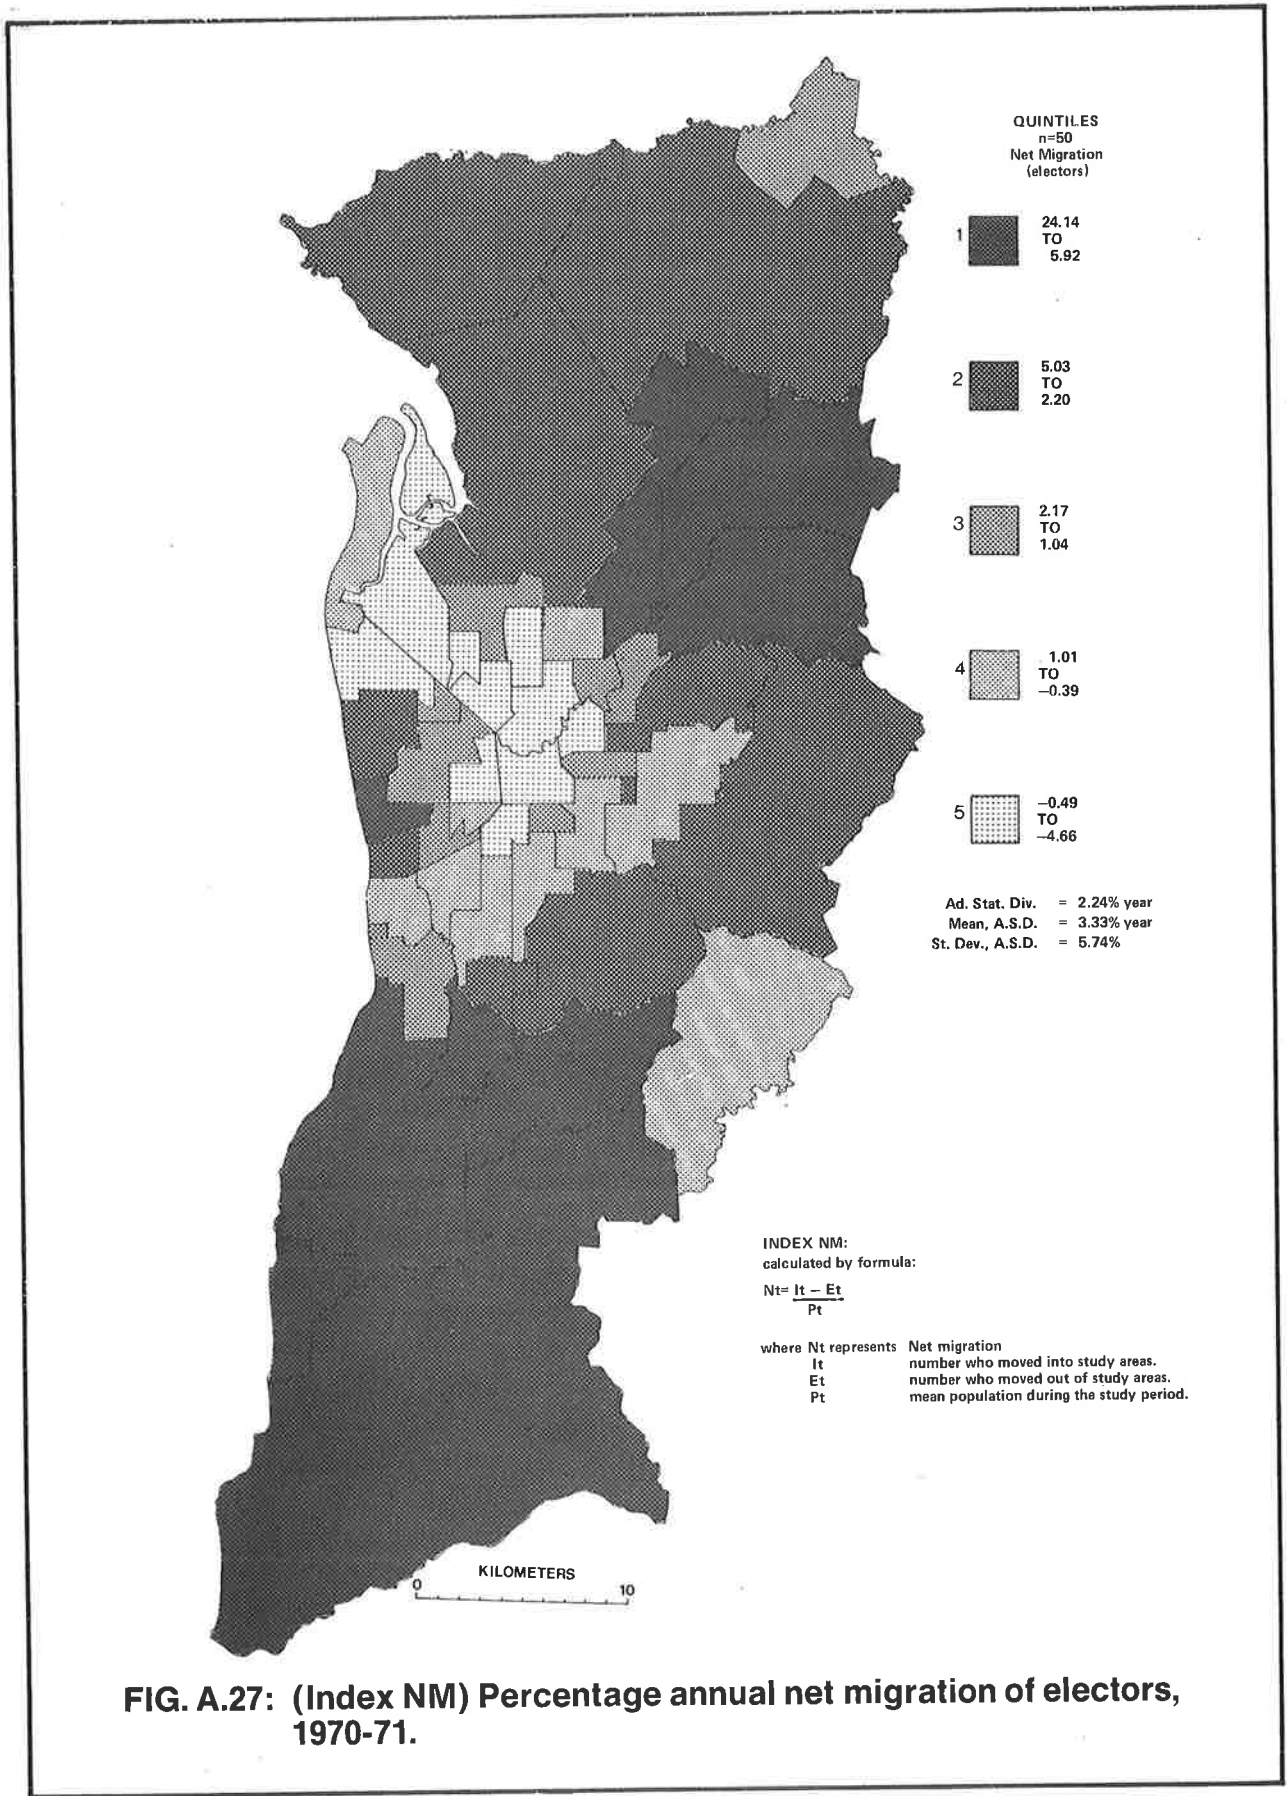 QUINTILES
n=50
Net Migration
(electors)
1
24.14
TO
5.92
2
5.03
TO
2.20
3
2.17
TO
1.04
4
1.01
TO
−0.39
5
−0.49
TO
−4.66
Ad. Stat. Div. = 2.24% year
Mean, A.S.D. = 3.33% year
St. Dev., A.S.D. = 5.74%
INDEX NM:
calculated by formula:
Nt= It − Et
Pt
where Nt represents Net migration
It number who moved into study areas.
Et number who moved out of study areas.
Pt mean population during the study period.
KILOMETERS
0 10
FIG. A.27: (Index NM) Percentage annual net migration of electors,
1970-71.